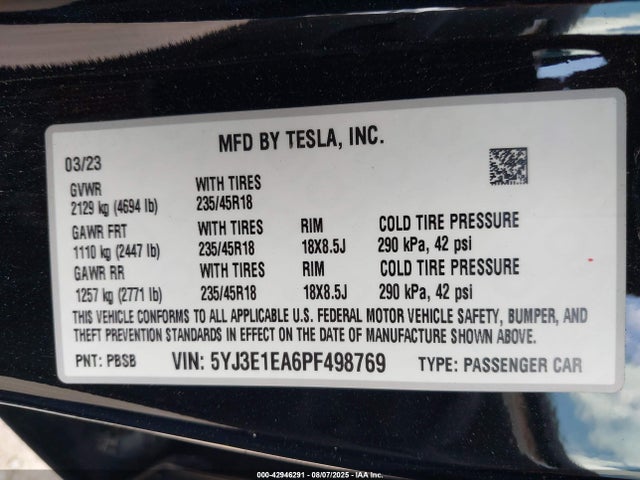 MFD BY TESLA, INC.
03/23
GVWR WITH TIRES
2129 kg (4694 lb) 235/45R18
GAWR FRT WITH TIRES RIM COLD TIRE PRESSURE
1110 kg (2447 lb) 235/45R18 18X8.5J 290 kPa, 42 psi
GAWR RR WITH TIRES RIM COLD TIRE PRESSURE
1257 kg (2771 lb) 235/45R18 18X8.5J 290 kPa, 42 psi
THIS VEHICLE CONFORMS TO ALL APPLICABLE U.S. FEDERAL MOTOR VEHICLE SAFETY, BUMPER, AND
THEFT PREVENTION STANDARDS IN EFFECT ON THE DATE OF MANUFACTURE SHOWN ABOVE.
PNT: PBSB VIN: 5YJ3E1EA6PF498769 TYPE: PASSENGER CAR
000-42946291 - 08/07/2025 - IAA Inc.